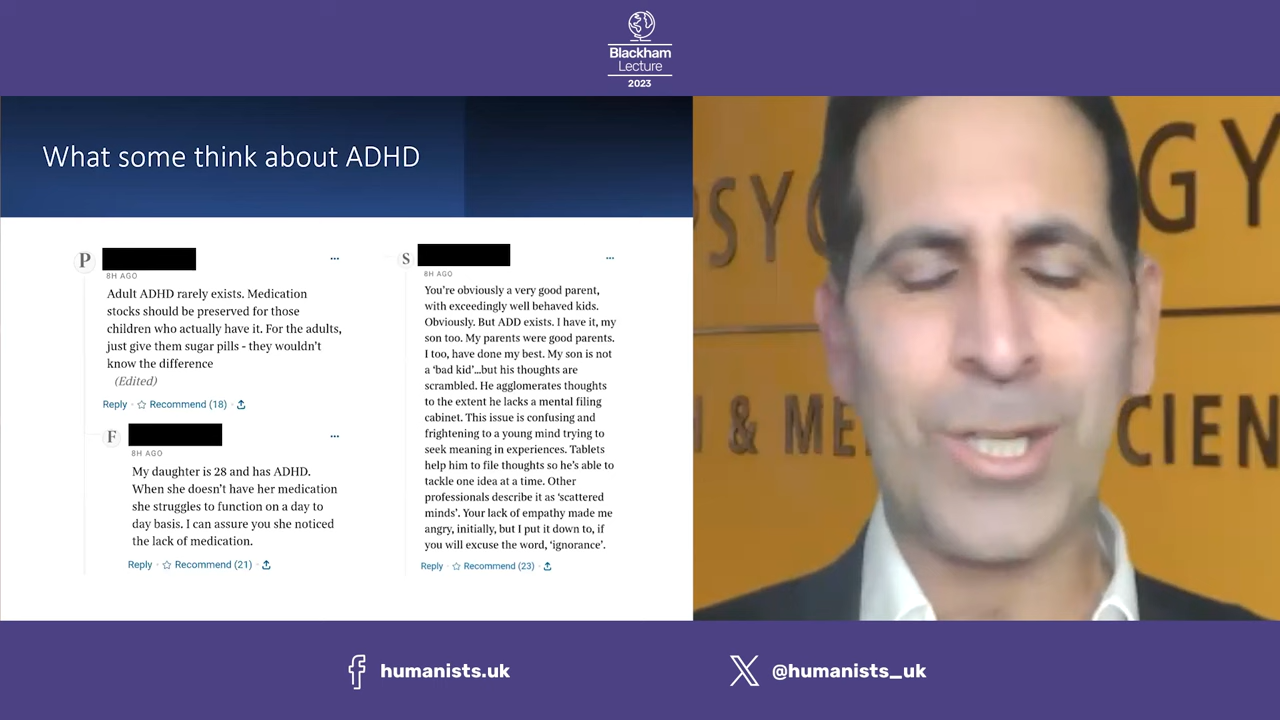 Blackham
Lecture
2023
What some think about ADHD
P
8H AGO
Adult ADHD rarely exists. Medication
stocks should be preserved for those
children who actually have it. For the adults,
just give them sugar pills - they wouldn't
know the difference
(Edited)
Reply · Recommend (18) ·
F
8H AGO
My daughter is 28 and has ADHD.
When she doesn't have her medication
she struggles to function on a day to
day basis. I can assure you she noticed
the lack of medication.
Reply · Recommend (21) ·
S
8H AGO
You're obviously a very good parent,
with exceedingly well behaved kids.
Obviously. But ADD exists. I have it, my
son too. My parents were good parents.
I too, have done my best. My son is not
a 'bad kid'...but his thoughts are
scrambled. He agglomerates thoughts
to the extent he lacks a mental filing
cabinet. This issue is confusing and
frightening to a young mind trying to
seek meaning in experiences. Tablets
help him to file thoughts so he's able to
tackle one idea at a time. Other
professionals describe it as 'scattered
minds'. Your lack of empathy made me
angry, initially, but I put it down to, if
you will excuse the word, 'ignorance'.
Reply · Recommend (23) ·
PSY GY
& ME CIEN
humanists.uk
@humanists_uk